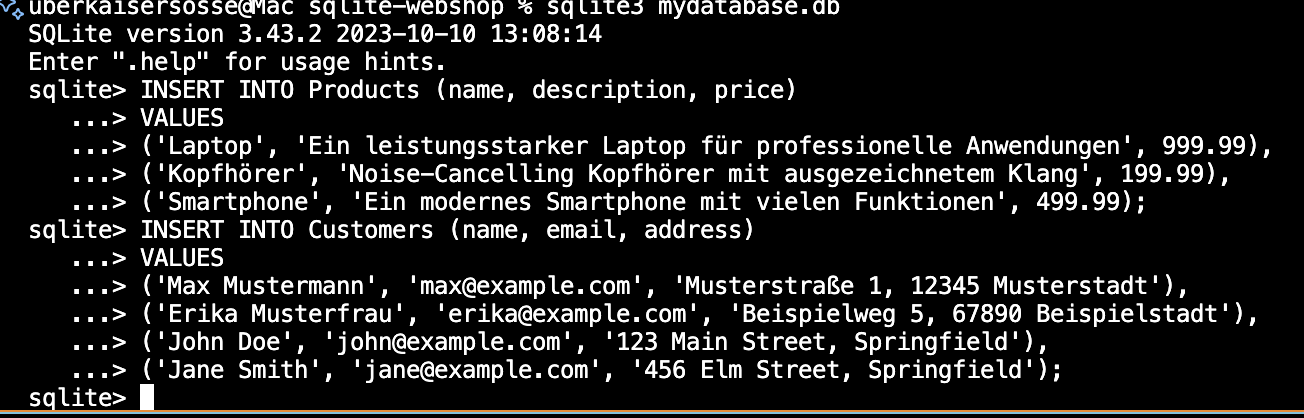 uberkaisersosse@Mac sqlite-webshop % sqlite3 mydatabase.db
SQLite version 3.43.2 2023-10-10 13:08:14
Enter ".help" for usage hints.
sqlite> INSERT INTO Products (name, description, price)
   ...> VALUES
   ...> ('Laptop', 'Ein leistungsstarker Laptop für professionelle Anwendungen', 999.99),
   ...> ('Kopfhörer', 'Noise-Cancelling Kopfhörer mit ausgezeichnetem Klang', 199.99),
   ...> ('Smartphone', 'Ein modernes Smartphone mit vielen Funktionen', 499.99);
sqlite> INSERT INTO Customers (name, email, address)
   ...> VALUES
   ...> ('Max Mustermann', 'max@example.com', 'Musterstraße 1, 12345 Musterstadt'),
   ...> ('Erika Musterfrau', 'erika@example.com', 'Beispielweg 5, 67890 Beispielstadt'),
   ...> ('John Doe', 'john@example.com', '123 Main Street, Springfield'),
   ...> ('Jane Smith', 'jane@example.com', '456 Elm Street, Springfield');
sqlite>